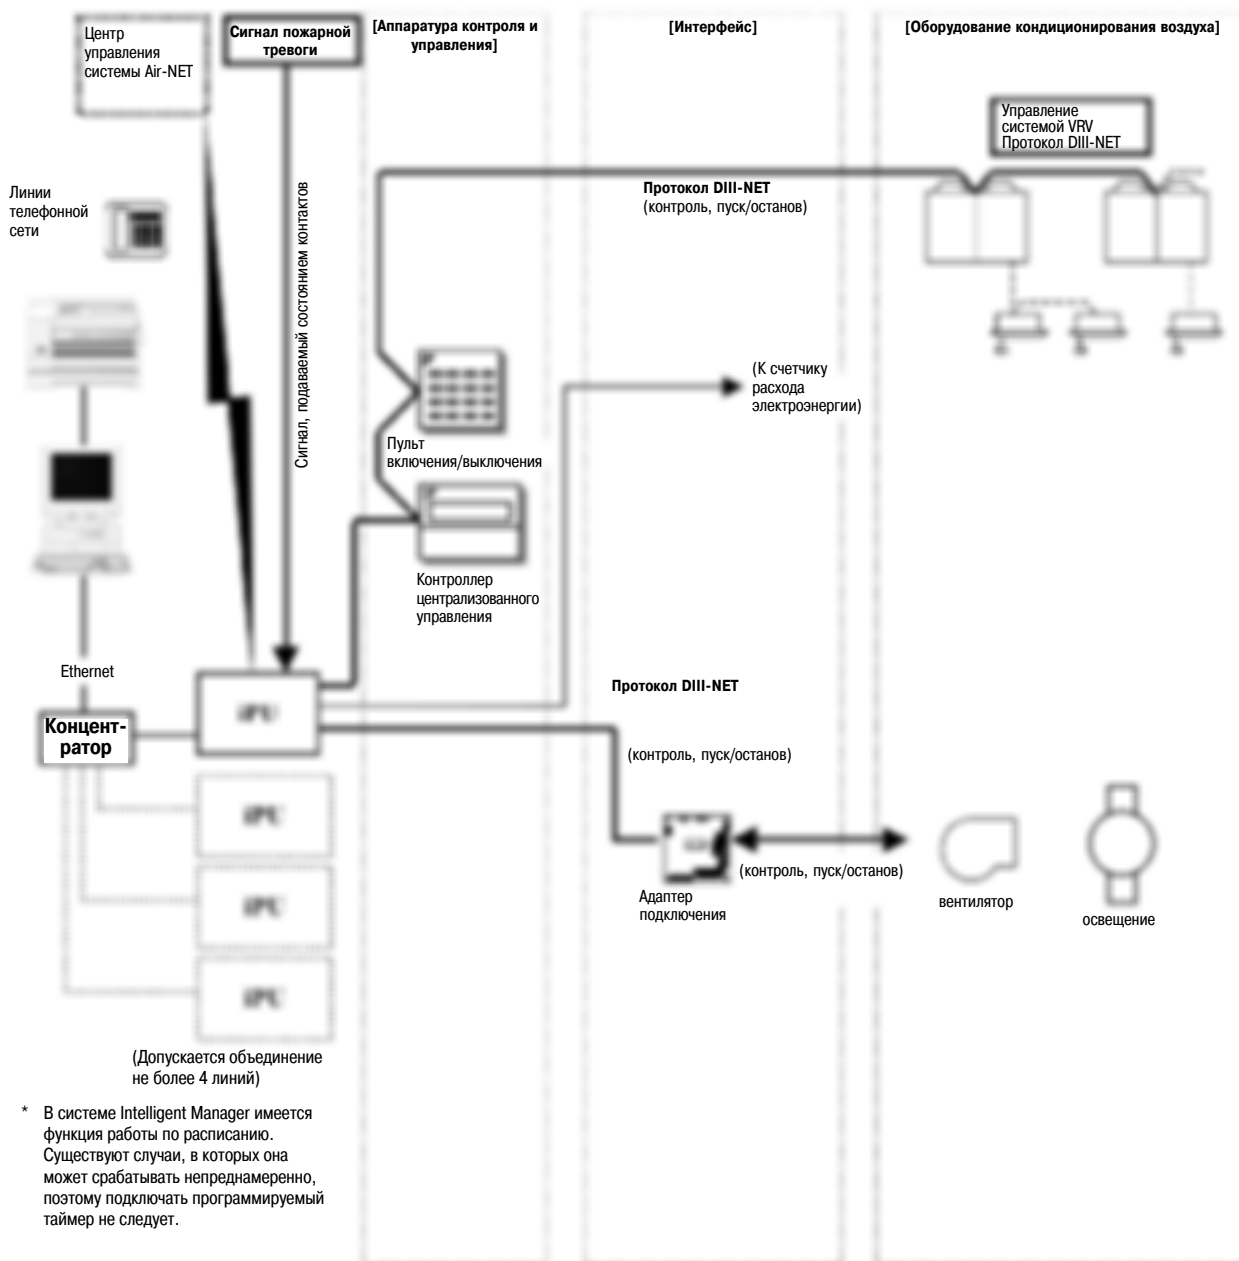 Центр
управления
системы Air-NET
Сигнал пожарной
тревоги
[Аппаратура контроля и
управления]
[Интерфейс]
[Оборудование кондиционирования воздуха]
Управление
системой VRV
Протокол DIII-NET
Линии
телефонной
сети
Сигнал, подаваемый состоянием контактов
Протокол DIII-NET
(контроль, пуск/останов)
(К счетчику
расхода
электроэнергии)
Пульт
включения/выключения
Контроллер
централизованного
управления
Ethernet
Концент-
ратор
iPU
Протокол DIII-NET
(контроль, пуск/останов)
iPU
iPU
iPU
(контроль, пуск/останов)
Адаптер
подключения
вентилятор
освещение
(Допускается объединение
не более 4 линий)
* В системе Intelligent Manager имеется
функция работы по расписанию.
Существуют случаи, в которых она
может срабатывать непреднамеренно,
поэтому подключать программируемый
таймер не следует.